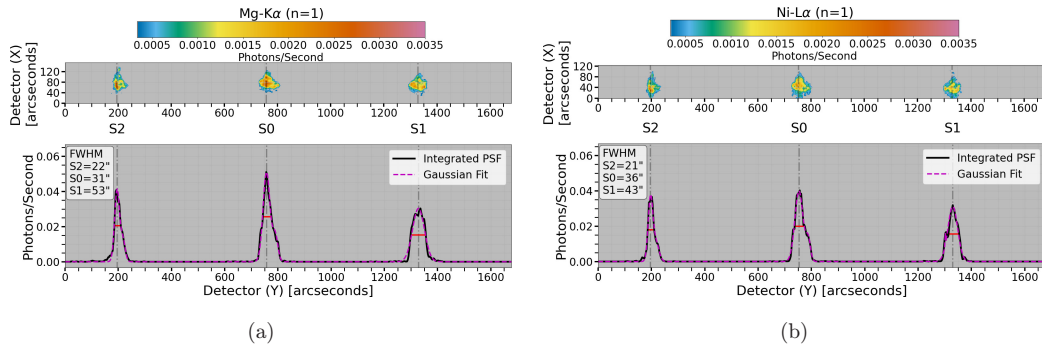 Mg-Kα (n=1)
0.0005 0.0010 0.0015 0.0020 0.0025 0.0030 0.0035
Photons/Second
Detector (X)
[arcseconds]
120
80
40
0
0 200 400 600 800 1000 1200 1400 1600
S2 S0 S1
Photons/Second
0.06
0.04
0.02
0.00
FWHM
S2=22"
S0=31"
S1=53"
Integrated PSF
Gaussian Fit
0 200 400 600 800 1000 1200 1400 1600
Detector (Y) [arcseconds]
(a)
Ni-Lα (n=1)
0.0005 0.0010 0.0015 0.0020 0.0025 0.0030 0.0035
Photons/Second
Detector (X)
[arcseconds]
120
80
40
0
0 200 400 600 800 1000 1200 1400 1600
S2 S0 S1
Photons/Second
0.06
0.04
0.02
0.00
FWHM
S2=21"
S0=36"
S1=43"
Integrated PSF
Gaussian Fit
0 200 400 600 800 1000 1200 1400 1600
Detector (Y) [arcseconds]
(b)